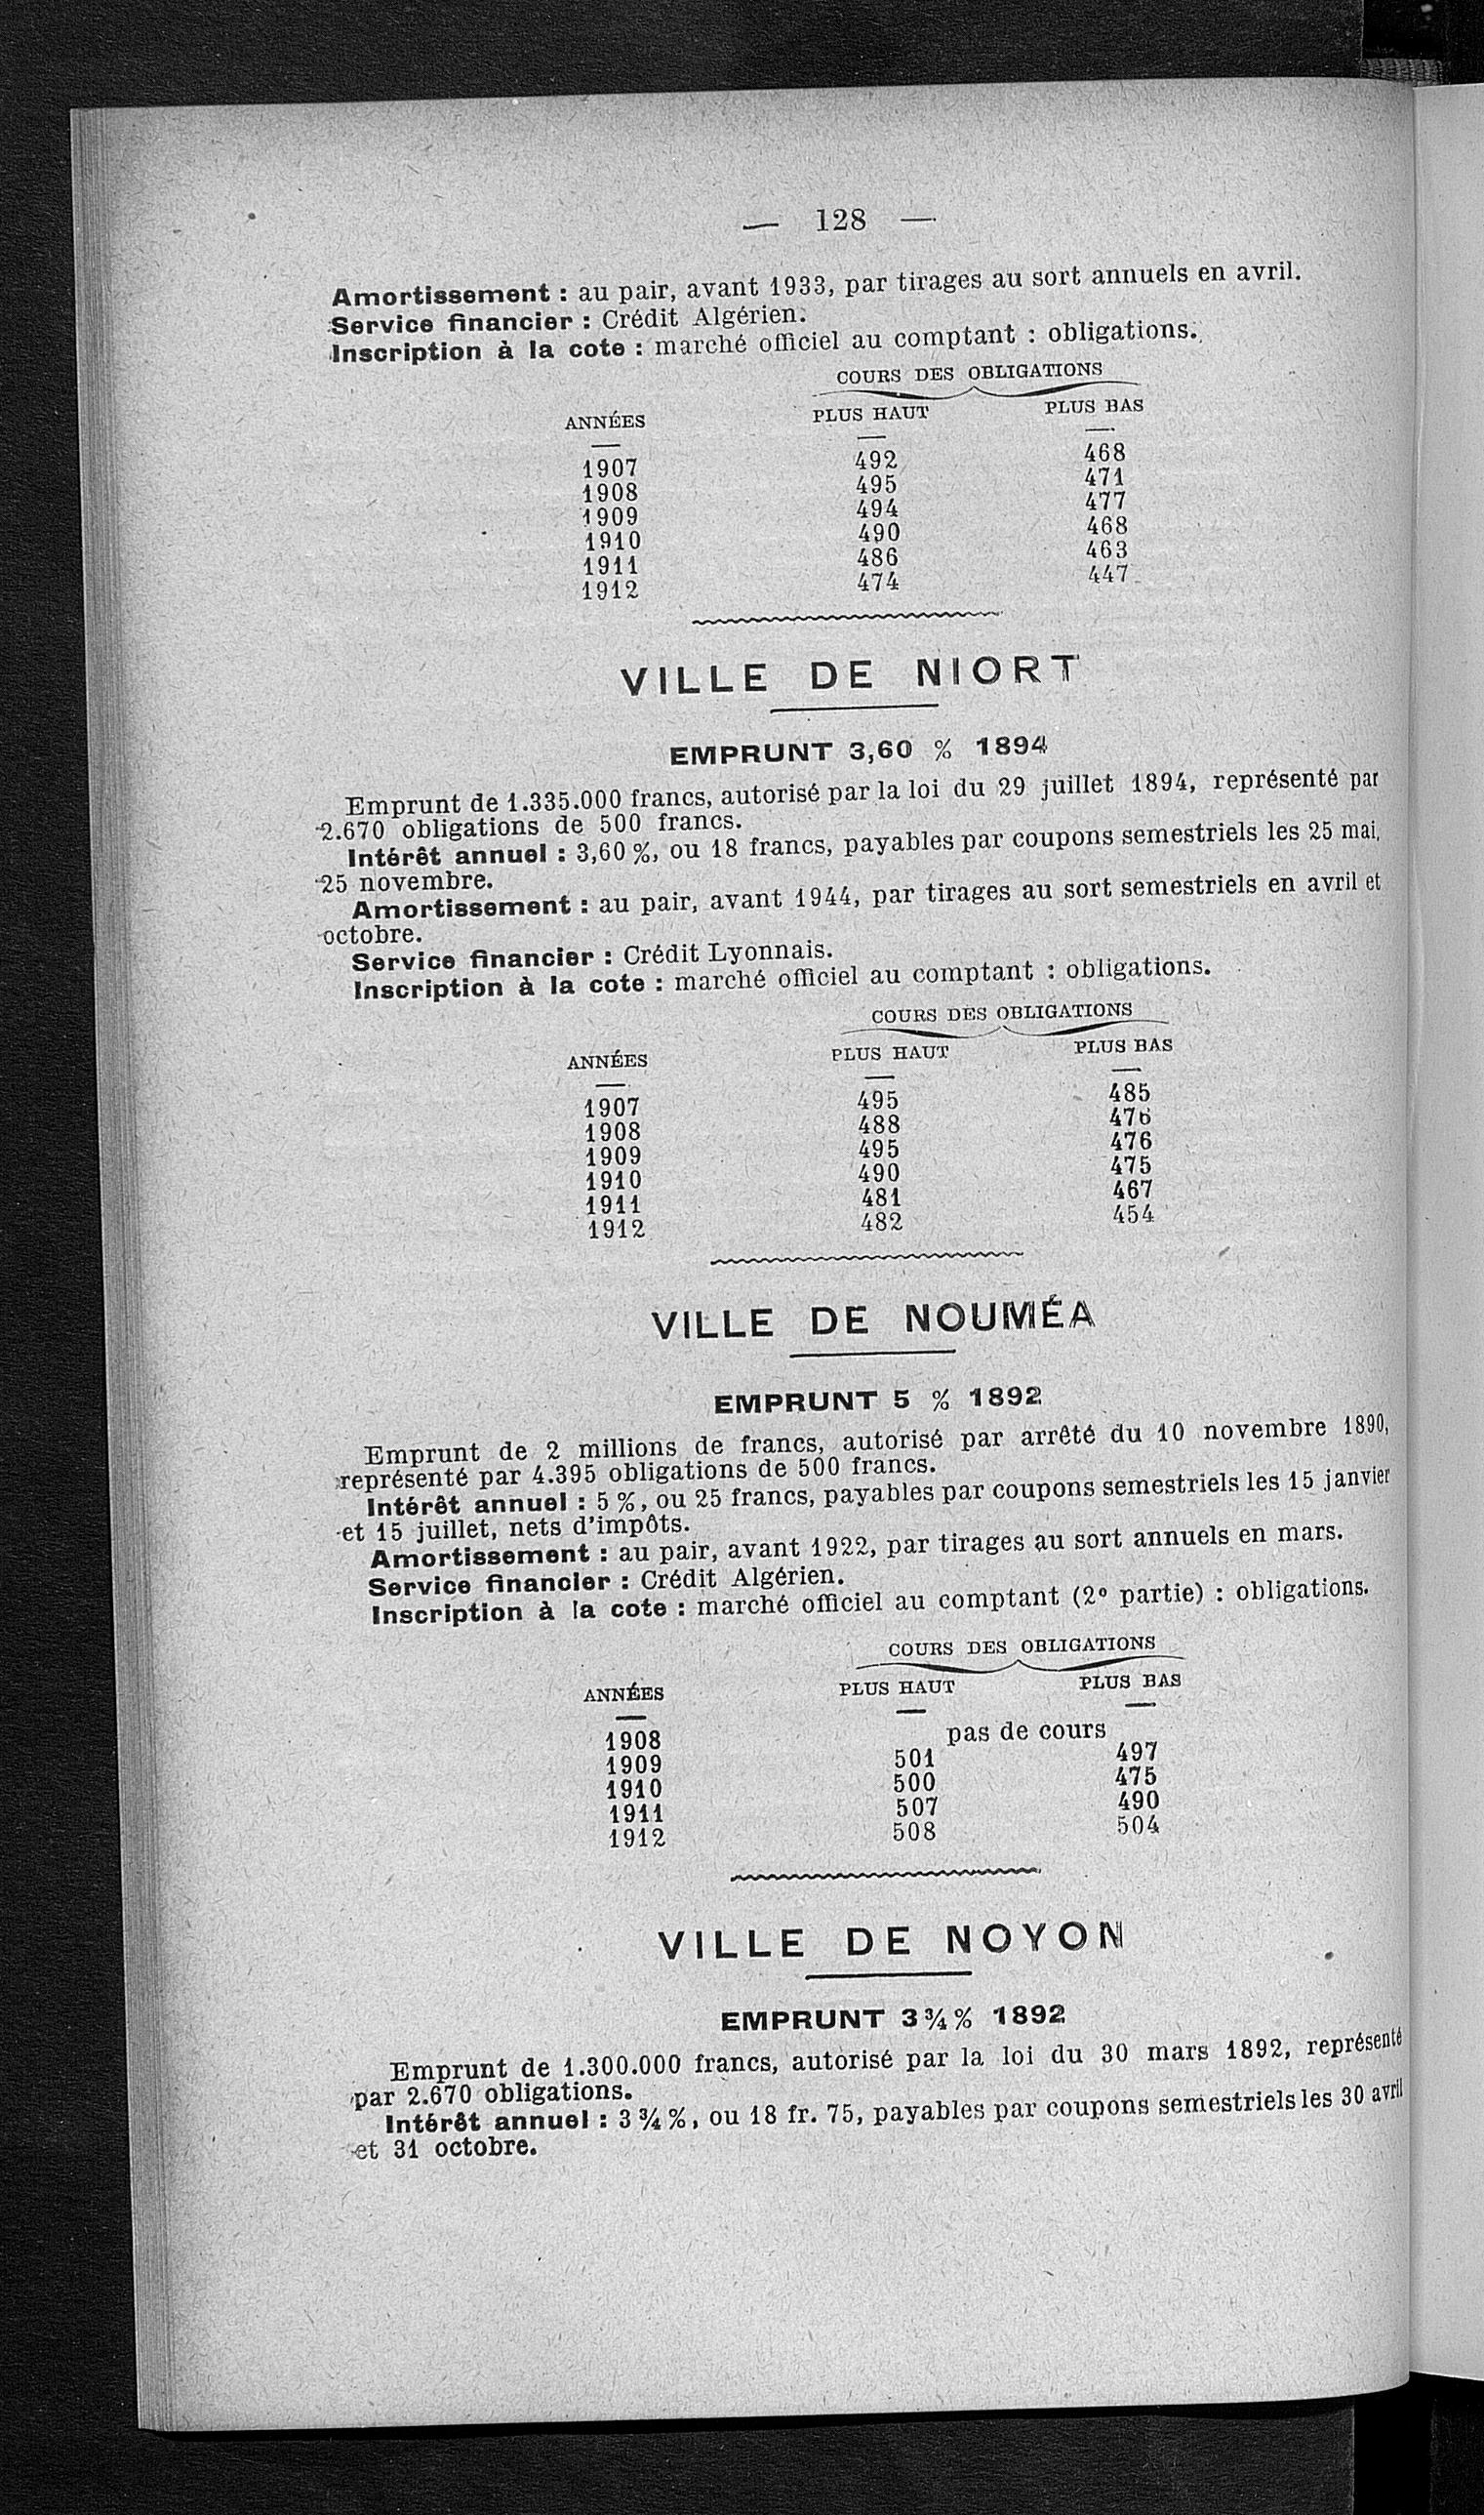 — 128 —
Amortissement : au pair, avant 1933, par tirages au sort annuels en avril.
Service financier : Crédit Algérien.
Inscription à la cote : marché officiel au comptant : obligations.
COURS DES OBLIGATIONS
ANNÉES PLUS HAUT PLUS BAS
1907 492 468
1908 495 471
1909 494 477
1910 490 468
1911 486 463
1912 474 447
VILLE DE NIORT
EMPRUNT 3,60 % 1894
Emprunt de 1.335.000 francs, autorisé par la loi du 29 juillet 1894, représenté par
2.670 obligations de 500 francs.
Intérêt annuel : 3,60 %, ou 18 francs, payables par coupons semestriels les 25 mai,
25 novembre.
Amortissement : au pair, avant 1944, par tirages au sort semestriels en avril et
octobre.
Service financier : Crédit Lyonnais.
Inscription à la cote : marché officiel au comptant : obligations.
COURS DES OBLIGATIONS
ANNÉES PLUS HAUT PLUS BAS
1907 495 485
1908 488 476
1909 495 476
1910 490 475
1911 481 467
1912 482 454
VILLE DE NOUMÉA
EMPRUNT 5 % 1892
Emprunt de 2 millions de francs, autorisé par arrêté du 10 novembre 1890,
représenté par 4.395 obligations de 500 francs.
Intérêt annuel : 5 %, ou 25 francs, payables par coupons semestriels les 15 janvier
et 15 juillet, nets d'impôts.
Amortissement : au pair, avant 1922, par tirages au sort annuels en mars.
Service financier : Crédit Algérien.
Inscription à la cote : marché officiel au comptant (2e partie) : obligations.
COURS DES OBLIGATIONS
ANNÉES PLUS HAUT PLUS BAS
1908 pas de cours
1909 501 497
1910 500 475
1911 507 490
1912 508 504
VILLE DE NOYON
EMPRUNT 3 ¾ % 1892
Emprunt de 1.300.000 francs, autorisé par la loi du 30 mars 1892, représenté
par 2.670 obligations.
Intérêt annuel : 3 ¾ %, ou 18 fr. 75, payables par coupons semestriels les 30 avril
et 31 octobre.